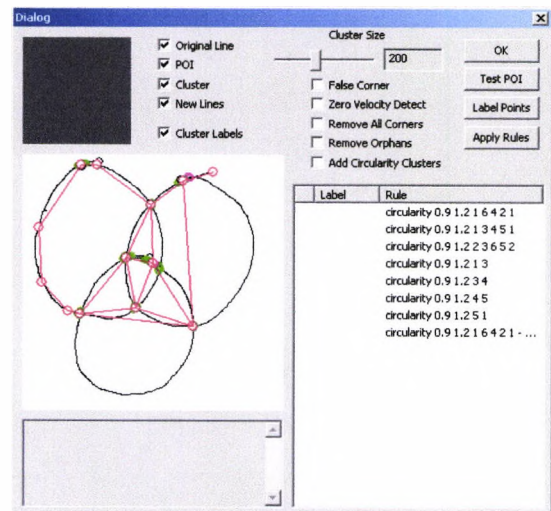 Dialog
Original Line
POI
Cluster
New Lines
Cluster Labels
Cluster Size
200
False Corner
Zero Velocity Detect
Remove All Corners
Remove Orphans
Add Circularity Clusters
OK
Test POI
Label Points
Apply Rules
Label Rule
circularity 0.9 1.2 1 6 4 2 1
circularity 0.9 1.2 1 3 4 5 1
circularity 0.9 1.2 2 3 6 5 2
circularity 0.9 1.2 1 3
circularity 0.9 1.2 3 4
circularity 0.9 1.2 4 5
circularity 0.9 1.2 5 1
circularity 0.9 1.2 1 6 4 2 1 - ...